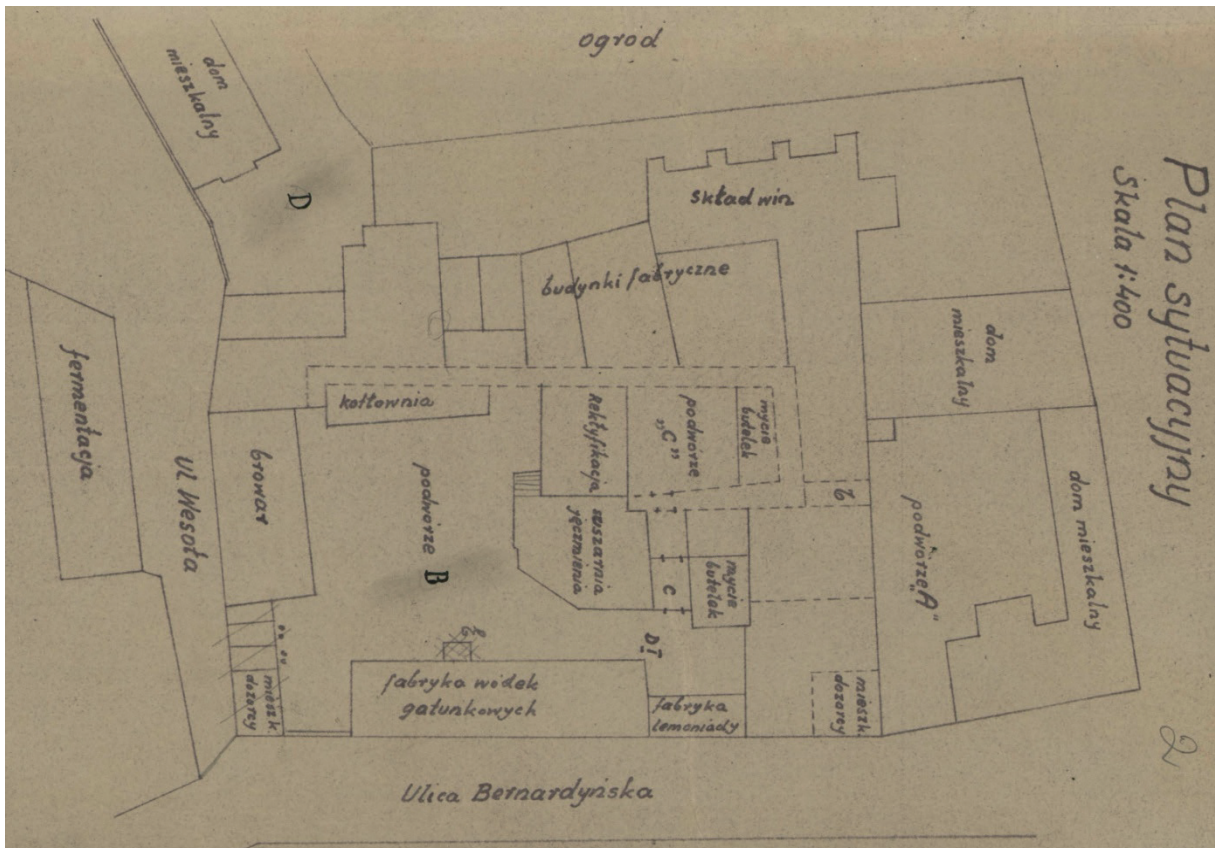 ogród
Plan sytuacyjny
Skala 1:400
dom
mieszkalny
D
skład win
budynki fabryczne
dom
mieszkalny
fermentacja
ul Wesoła
browar
kotłownia
podwórze
B
Rektyfikacja
podwórze
"C"
mycie
butelek
suszarnia
jęczmienia
C
mycie
butelek
podwórze „A"
dom mieszkalny
mieszk.
dozorcy
fabryka wódek
gatunkowych
fabryka
lemoniady
mieszk.
dozorcy
Ulica Bernardyńska
2